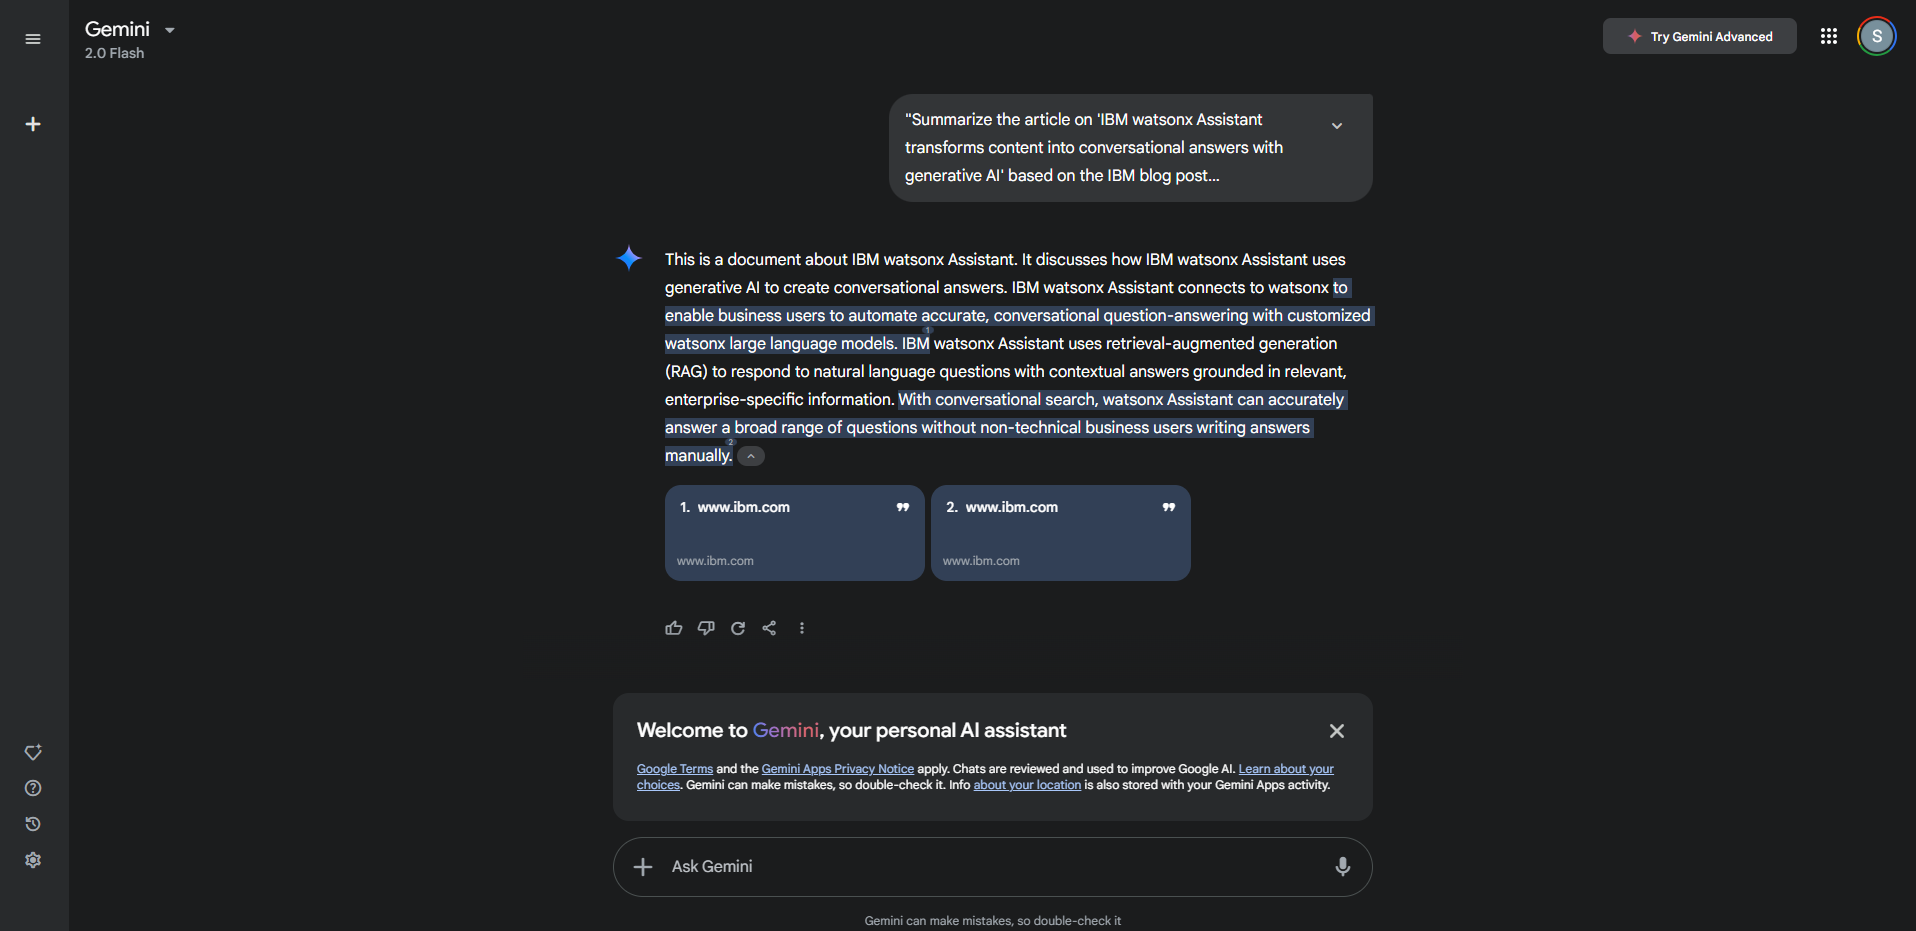 Gemini
2.0 Flash
Try Gemini Advanced
S
"Summarize the article on 'IBM watsonx Assistant
transforms content into conversational answers with
generative AI' based on the IBM blog post...
This is a document about IBM watsonx Assistant. It discusses how IBM watsonx Assistant uses
generative AI to create conversational answers. IBM watsonx Assistant connects to watsonx to
enable business users to automate accurate, conversational question-answering with customized
watsonx large language models. IBM 1 watsonx Assistant uses retrieval-augmented generation
(RAG) to respond to natural language questions with contextual answers grounded in relevant,
enterprise-specific information. With conversational search, watsonx Assistant can accurately
answer a broad range of questions without non-technical business users writing answers
manually. 2
1. www.ibm.com
www.ibm.com
2. www.ibm.com
www.ibm.com
Welcome to Gemini, your personal AI assistant
Google Terms and the Gemini Apps Privacy Notice apply. Chats are reviewed and used to improve Google AI. Learn about your
choices. Gemini can make mistakes, so double-check it. Info about your location is also stored with your Gemini Apps activity.
Ask Gemini
Gemini can make mistakes, so double-check it